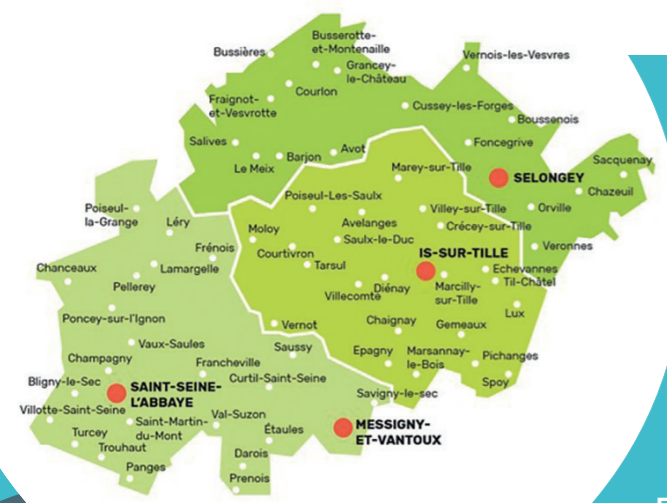 Busserotte-
et-Montenaille
Bussières
Vernois-les-Vesvres
Grancey-
le-Château
Courlon
Fraignot-
et-Vesvrotte
Cussey-les-Forges
Boussenois
Salives
Foncegrive
Avot
Barjon
Le Meix
Sacquenay
Marey-sur-Tille
SELONGEY
Chazeuil
Poiseul-Les-Saulx
Poiseul-
la-Grange
Villey-sur-Tille
Orville
Léry
Avelanges
Crécey-sur-Tille
Moloy
Saulx-le-Duc
Veronnes
Frénois
Courtivron
IS-SUR-TILLE
Chanceaux
Lamargelle
Tarsul
Echevannes
Til-Châtel
Pellerey
Diénay
Marcilly-
sur-Tille
Villecomte
Lux
Poncey-sur-l'Ignon
Vernot
Chaignay
Gemeaux
Vaux-Saules
Saussy
Epagny
Marsannay-
le-Bois
Pichanges
Champagny
Francheville
Bligny-le-Sec
Curtil-Saint-Seine
Spoy
SAINT-SEINE-
L'ABBAYE
Savigny-le-sec
Villotte-Saint-Seine
Val-Suzon
Saint-Martin-
du-Mont
MESSIGNY-
ET-VANTOUX
Turcey
Étaules
Trouhaut
Darois
Panges
Prenois